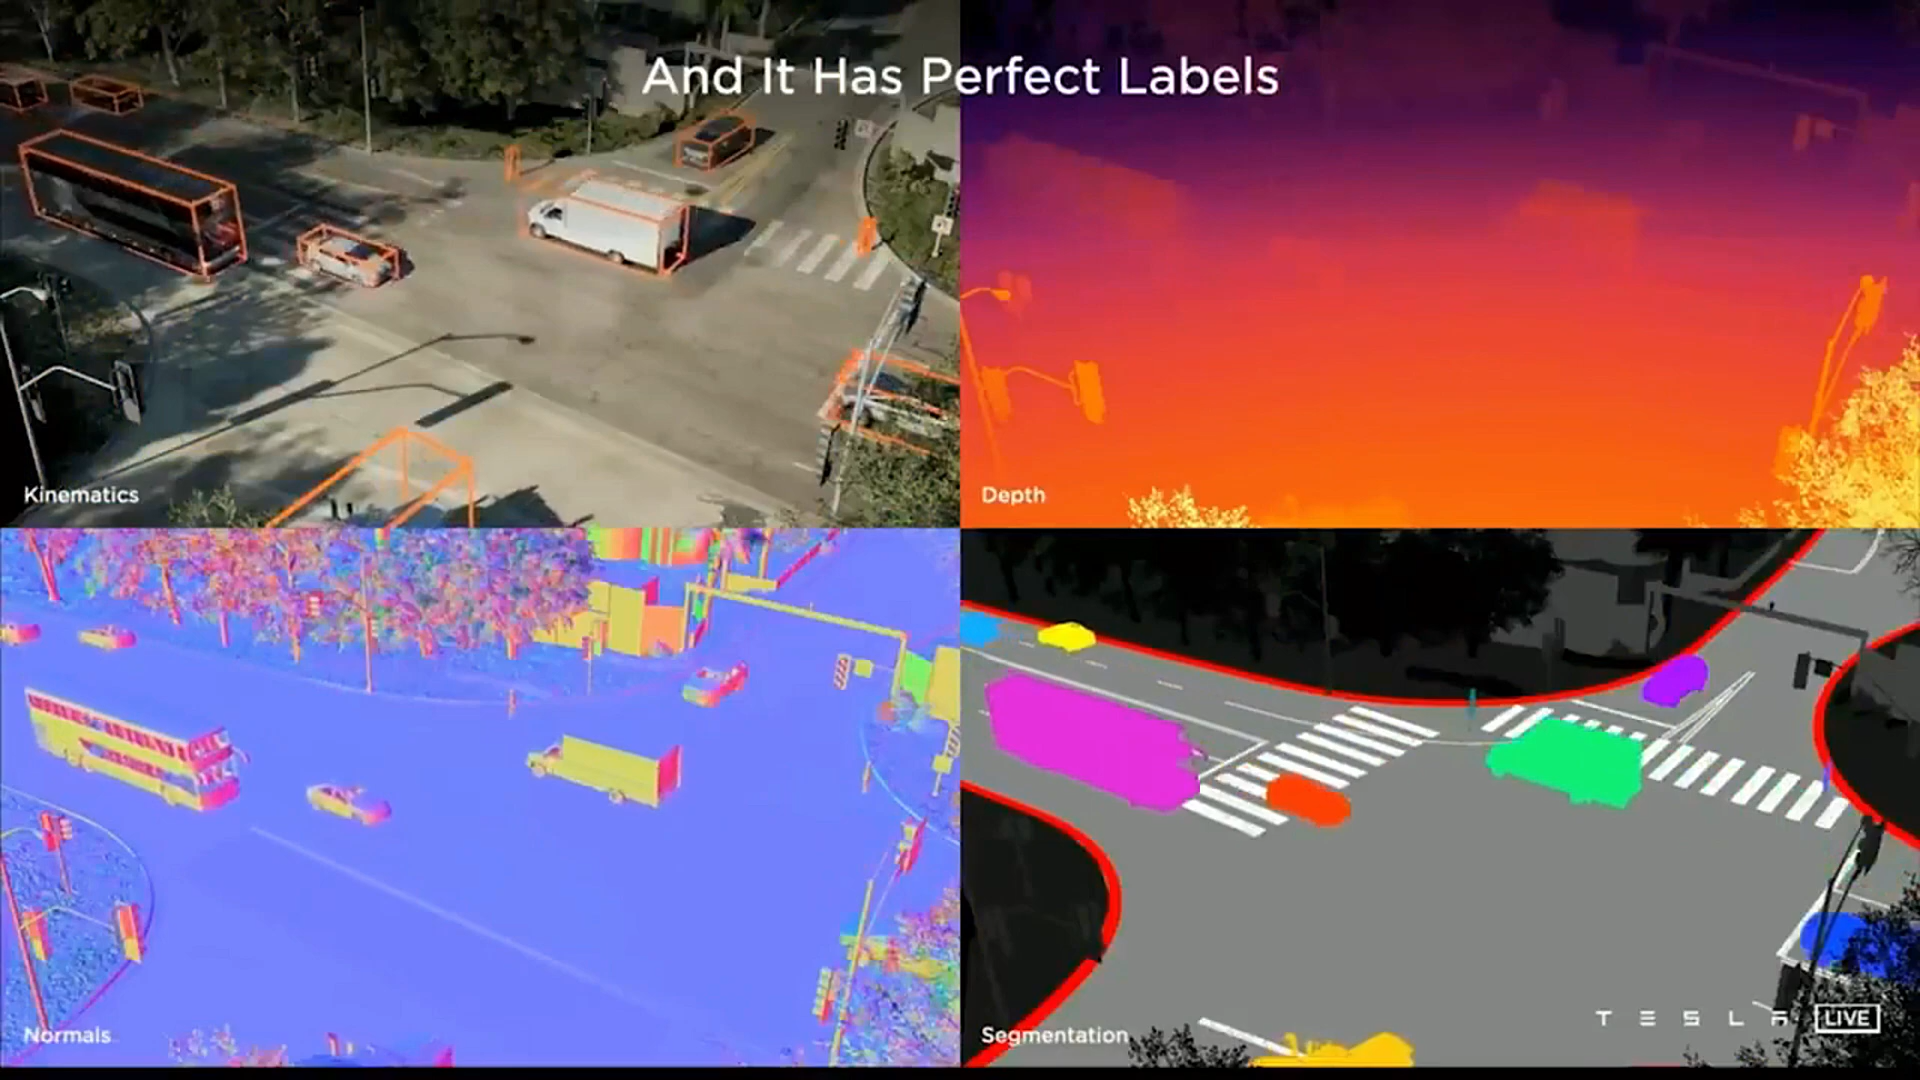 And It Has Perfect Labels
Kinematics
Depth
Normals
Segmentation
TESLA LIVE